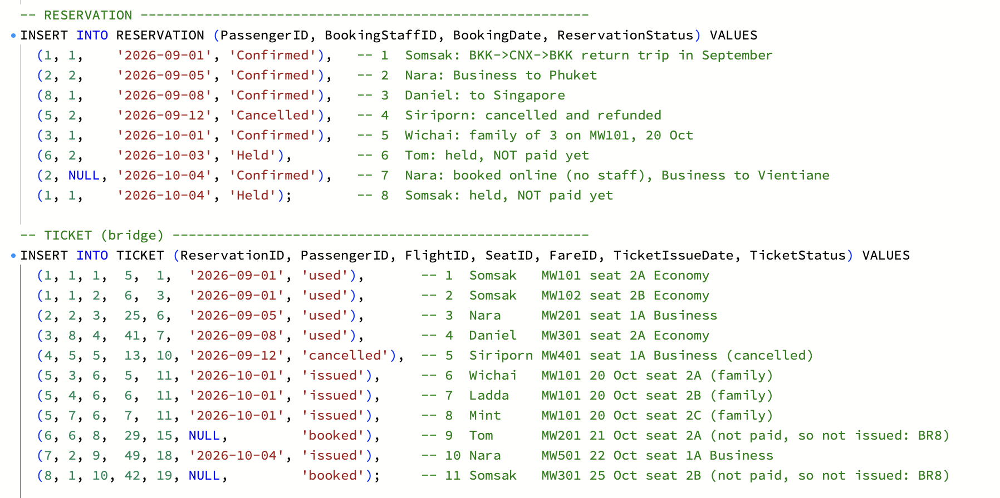 -- RESERVATION --------------------------------------------------------
INSERT INTO RESERVATION (PassengerID, BookingStaffID, BookingDate, ReservationStatus) VALUES
  (1, 1,    '2026-09-01', 'Confirmed'),   -- 1  Somsak: BKK->CNX->BKK return trip in September
  (2, 2,    '2026-09-05', 'Confirmed'),   -- 2  Nara: Business to Phuket
  (8, 1,    '2026-09-08', 'Confirmed'),   -- 3  Daniel: to Singapore
  (5, 2,    '2026-09-12', 'Cancelled'),   -- 4  Siriporn: cancelled and refunded
  (3, 1,    '2026-10-01', 'Confirmed'),   -- 5  Wichai: family of 3 on MW101, 20 Oct
  (6, 2,    '2026-10-03', 'Held'),        -- 6  Tom: held, NOT paid yet
  (2, NULL, '2026-10-04', 'Confirmed'),   -- 7  Nara: booked online (no staff), Business to Vientiane
  (1, 1,    '2026-10-04', 'Held');        -- 8  Somsak: held, NOT paid yet
-- TICKET (bridge) ----------------------------------------------------
INSERT INTO TICKET (ReservationID, PassengerID, FlightID, SeatID, FareID, TicketIssueDate, TicketStatus) VALUES
  (1, 1, 1,  5,  1,  '2026-09-01', 'used'),       -- 1  Somsak   MW101 seat 2A Economy
  (1, 1, 2,  6,  3,  '2026-09-01', 'used'),       -- 2  Somsak   MW102 seat 2B Economy
  (2, 2, 3,  25, 6,  '2026-09-05', 'used'),       -- 3  Nara     MW201 seat 1A Business
  (3, 8, 4,  41, 7,  '2026-09-08', 'used'),       -- 4  Daniel   MW301 seat 2A Economy
  (4, 5, 5,  13, 10, '2026-09-12', 'cancelled'),  -- 5  Siriporn MW401 seat 1A Business (cancelled)
  (5, 3, 6,  5,  11, '2026-10-01', 'issued'),     -- 6  Wichai   MW101 20 Oct seat 2A (family)
  (5, 4, 6,  6,  11, '2026-10-01', 'issued'),     -- 7  Ladda    MW101 20 Oct seat 2B (family)
  (5, 7, 6,  7,  11, '2026-10-01', 'issued'),     -- 8  Mint     MW101 20 Oct seat 2C (family)
  (6, 6, 8,  29, 15, NULL,         'booked'),     -- 9  Tom      MW201 21 Oct seat 2A (not paid, so not issued: BR8)
  (7, 2, 9,  49, 18, '2026-10-04', 'issued'),     -- 10 Nara     MW501 22 Oct seat 1A Business
  (8, 1, 10, 42, 19, NULL,         'booked');     -- 11 Somsak   MW301 25 Oct seat 2B (not paid, so not issued: BR8)